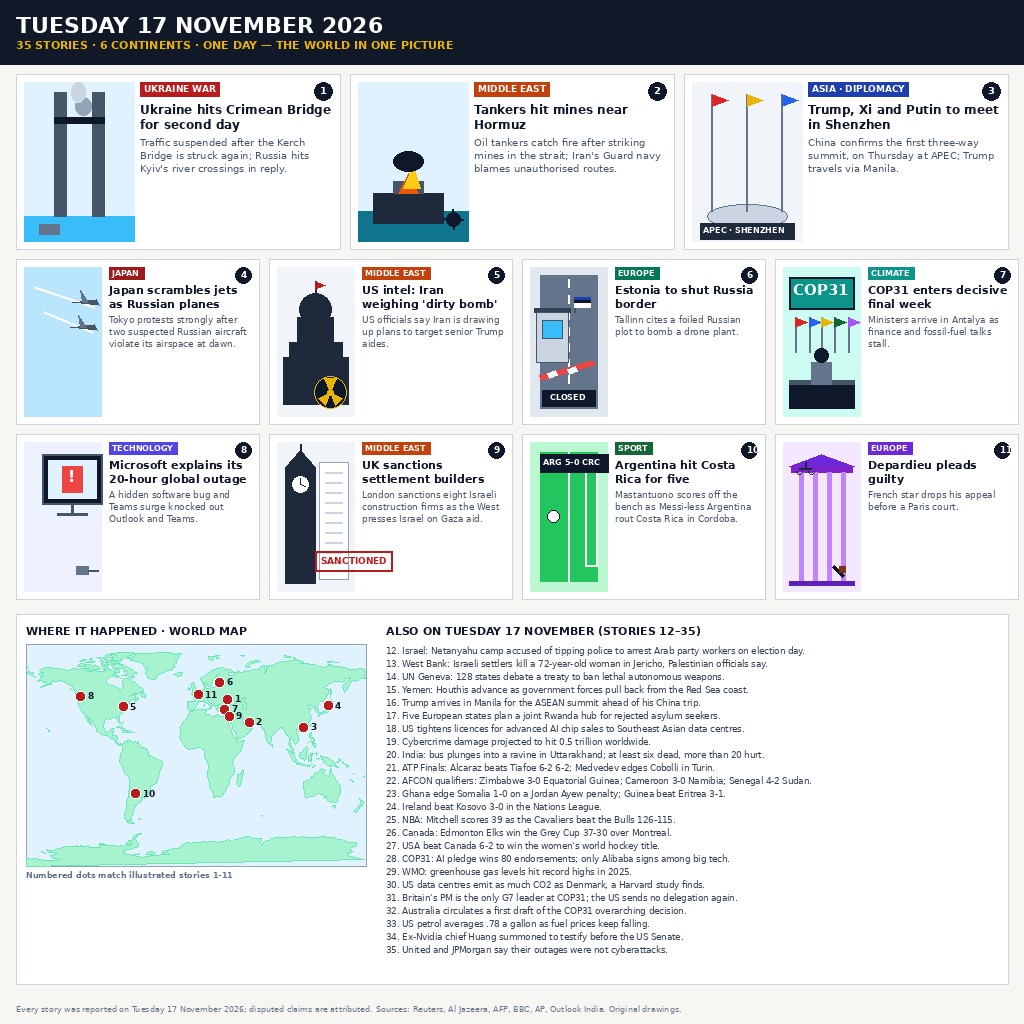 TUESDAY 17 NOVEMBER 2026
35 STORIES · 6 CONTINENTS · ONE DAY — THE WORLD IN ONE PICTURE
UKRAINE WAR
1
Ukraine hits Crimean Bridge
for second day
Traffic suspended after the Kerch
Bridge is struck again; Russia hits
Kyiv's river crossings in reply.
MIDDLE EAST
2
Tankers hit mines near
Hormuz
Oil tankers catch fire after striking
mines in the strait; Iran's Guard navy
blames unauthorised routes.
ASIA · DIPLOMACY
3
Trump, Xi and Putin to meet
in Shenzhen
China confirms the first three-way
summit, on Thursday at APEC; Trump
travels via Manila.
APEC · SHENZHEN
JAPAN
4
Japan scrambles jets
as Russian planes
Tokyo protests strongly after
two suspected Russian aircraft
violate its airspace at dawn.
MIDDLE EAST
5
US intel: Iran
weighing 'dirty bomb'
US officials say Iran is drawing
up plans to target senior Trump
aides.
EUROPE
6
Estonia to shut Russia
border
Tallinn cites a foiled Russian
plot to bomb a drone plant.
CLOSED
CLIMATE
7
COP31 enters decisive
final week
Ministers arrive in Antalya as
finance and fossil-fuel talks
stall.
COP31
TECHNOLOGY
8
Microsoft explains its
20-hour global outage
A hidden software bug and
Teams surge knocked out
Outlook and Teams.
!
MIDDLE EAST
9
UK sanctions
settlement builders
London sanctions eight Israeli
construction firms as the West
presses Israel on Gaza aid.
SANCTIONED
SPORT
10
Argentina hit Costa
Rica for five
Mastantuono scores off the
bench as Messi-less Argentina
rout Costa Rica in Cordoba.
ARG 5-0 CRC
EUROPE
11
Depardieu pleads
guilty
French star drops his appeal
before a Paris court.
WHERE IT HAPPENED · WORLD MAP
8
5
6
11
1
7
9
2
4
3
10
Numbered dots match illustrated stories 1-11
ALSO ON TUESDAY 17 NOVEMBER (STORIES 12–35)
12. Israel: Netanyahu camp accused of tipping police to arrest Arab party workers on election day.
13. West Bank: Israeli settlers kill a 72-year-old woman in Jericho, Palestinian officials say.
14. UN Geneva: 128 states debate a treaty to ban lethal autonomous weapons.
15. Yemen: Houthis advance as government forces pull back from the Red Sea coast.
16. Trump arrives in Manila for the ASEAN summit ahead of his China trip.
17. Five European states plan a joint Rwanda hub for rejected asylum seekers.
18. US tightens licences for advanced AI chip sales to Southeast Asian data centres.
19. Cybercrime damage projected to hit 0.5 trillion worldwide.
20. India: bus plunges into a ravine in Uttarakhand; at least six dead, more than 20 hurt.
21. ATP Finals: Alcaraz beats Tiafoe 6-2 6-2; Medvedev edges Cobolli in Turin.
22. AFCON qualifiers: Zimbabwe 3-0 Equatorial Guinea; Cameroon 3-0 Namibia; Senegal 4-2 Sudan.
23. Ghana edge Somalia 1-0 on a Jordan Ayew penalty; Guinea beat Eritrea 3-1.
24. Ireland beat Kosovo 3-0 in the Nations League.
25. NBA: Mitchell scores 39 as the Cavaliers beat the Bulls 126-115.
26. Canada: Edmonton Elks win the Grey Cup 37-30 over Montreal.
27. USA beat Canada 6-2 to win the women's world hockey title.
28. COP31: AI pledge wins 80 endorsements; only Alibaba signs among big tech.
29. WMO: greenhouse gas levels hit record highs in 2025.
30. US data centres emit as much CO2 as Denmark, a Harvard study finds.
31. Britain's PM is the only G7 leader at COP31; the US sends no delegation again.
32. Australia circulates a first draft of the COP31 overarching decision.
33. US petrol averages .78 a gallon as fuel prices keep falling.
34. Ex-Nvidia chief Huang summoned to testify before the US Senate.
35. United and JPMorgan say their outages were not cyberattacks.
Every story was reported on Tuesday 17 November 2026; disputed claims are attributed. Sources: Reuters, Al Jazeera, AFP, BBC, AP, Outlook India. Original drawings.